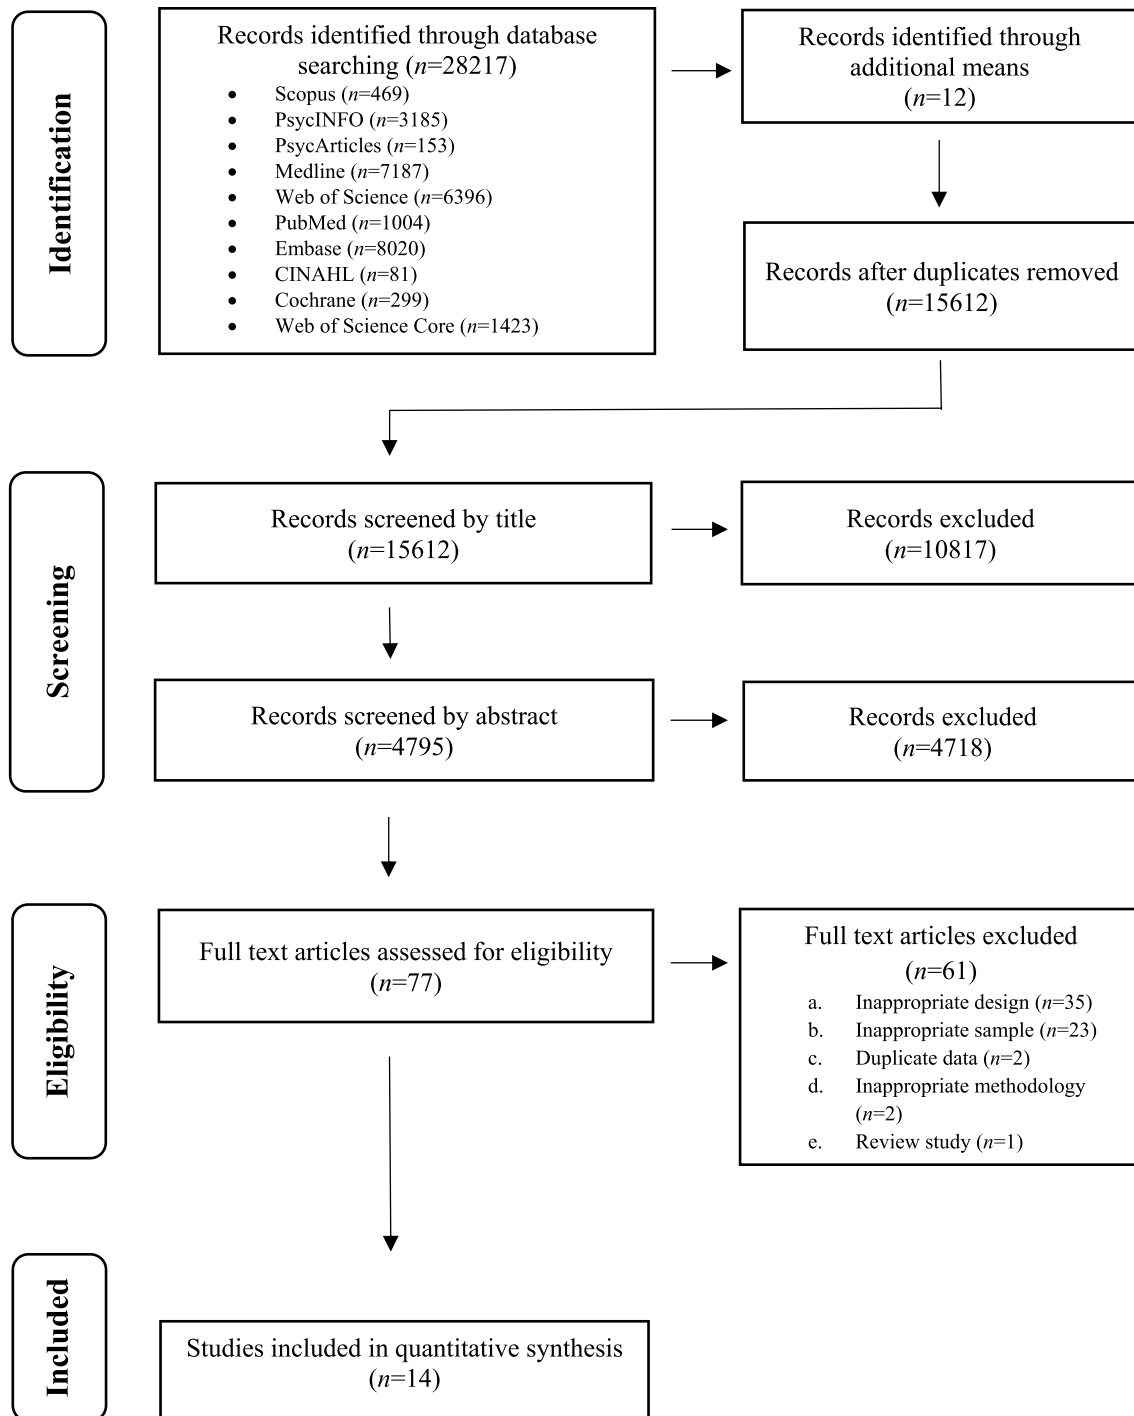 Identification
Records identified through database
searching (n=28217)
• Scopus (n=469)
• PsycINFO (n=3185)
• PsycArticles (n=153)
• Medline (n=7187)
• Web of Science (n=6396)
• PubMed (n=1004)
• Embase (n=8020)
• CINAHL (n=81)
• Cochrane (n=299)
• Web of Science Core (n=1423)
Records identified through
additional means
(n=12)
Records after duplicates removed
(n=15612)
Screening
Records screened by title
(n=15612)
Records excluded
(n=10817)
Records screened by abstract
(n=4795)
Records excluded
(n=4718)
Eligibility
Full text articles assessed for eligibility
(n=77)
Full text articles excluded
(n=61)
a. Inappropriate design (n=35)
b. Inappropriate sample (n=23)
c. Duplicate data (n=2)
d. Inappropriate methodology
(n=2)
e. Review study (n=1)
Included
Studies included in quantitative synthesis
(n=14)